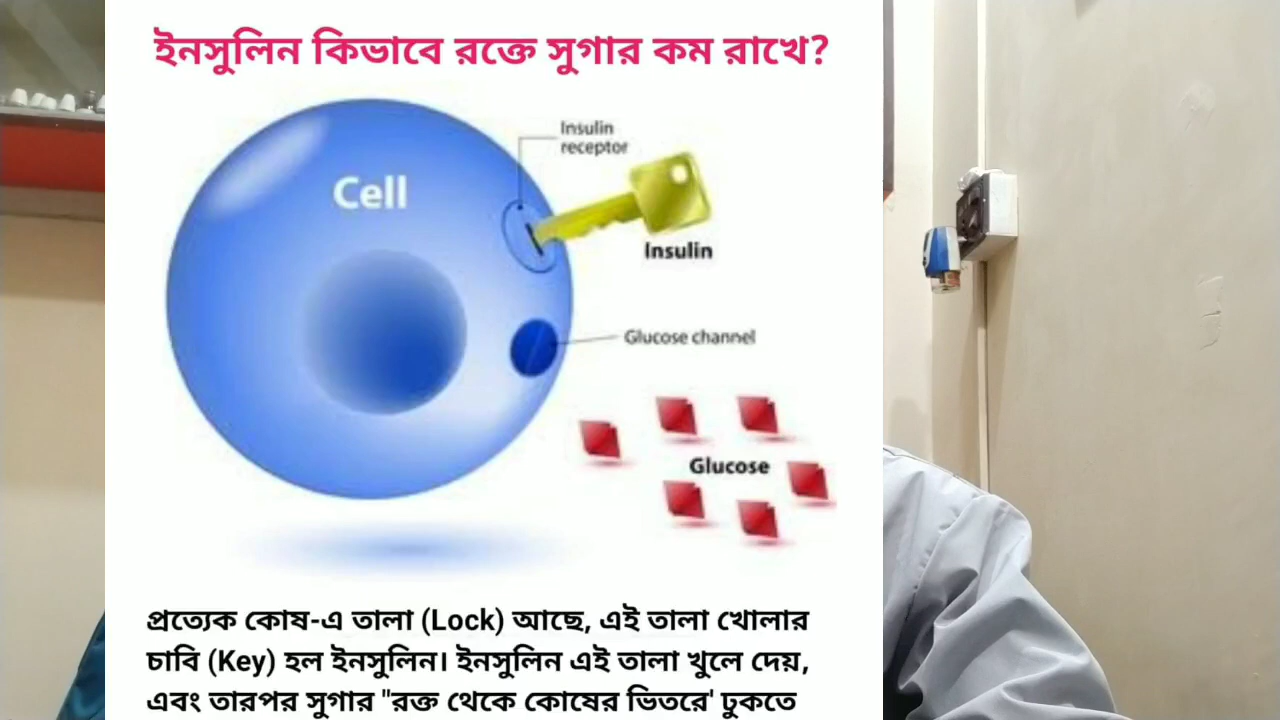 ইনসুলিন কিভাবে রক্তে সুগার কম রাখে?
Insulin
receptor
Cell
Insulin
Glucose channel
Glucose
প্রত্যেক কোষ-এ তালা (Lock) আছে, এই তালা খোলার
চাবি (Key) হল ইনসুলিন। ইনসুলিন এই তালা খুলে দেয়,
এবং তারপর সুগার "রক্ত থেকে কোষের ভিতরে' ঢুকতে